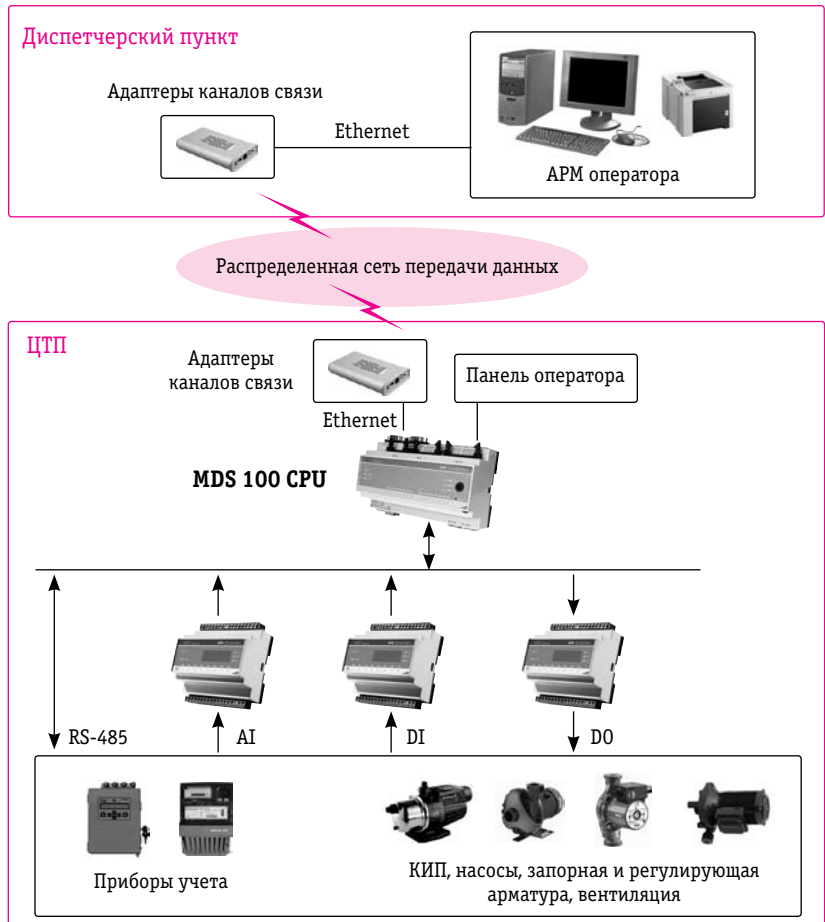 Диспетчерский пункт
Адаптеры каналов связи
Ethernet
АРМ оператора
Распределенная сеть передачи данных
ЦТП
Адаптеры
каналов связи
Панель оператора
Ethernet
MDS 100 CPU
RS-485
AI
DI
DO
Приборы учета
КИП, насосы, запорная и регулирующая
арматура, вентиляция